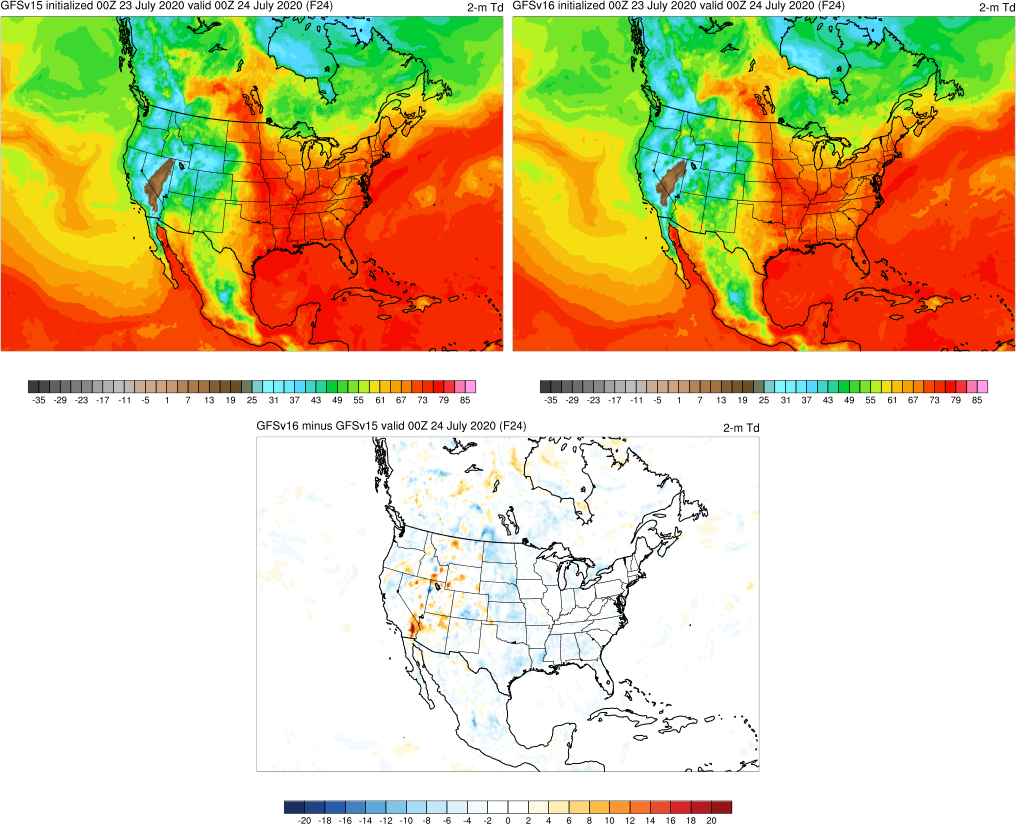 GFSv15 initialized 00Z 23 July 2020 valid 00Z 24 July 2020 (F24) 2-m Td
GFSv16 initialized 00Z 23 July 2020 valid 00Z 24 July 2020 (F24) 2-m Td
-35 -29 -23 -17 -11 -5 1 7 13 19 25 31 37 43 49 55 61 67 73 79 85
-35 -29 -23 -17 -11 -5 1 7 13 19 25 31 37 43 49 55 61 67 73 79 85
GFSv16 minus GFSv15 valid 00Z 24 July 2020 (F24) 2-m Td
-20 -18 -16 -14 -12 -10 -8 -6 -4 -2 0 2 4 6 8 10 12 14 16 18 20